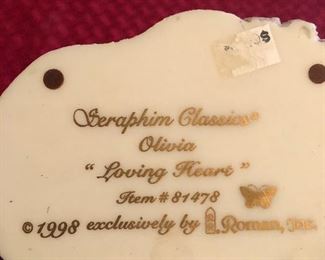 Seraphim Classics®
Olivia
"Loving Heart"
Item # 81478
© 1998 exclusively by Roman, Inc.